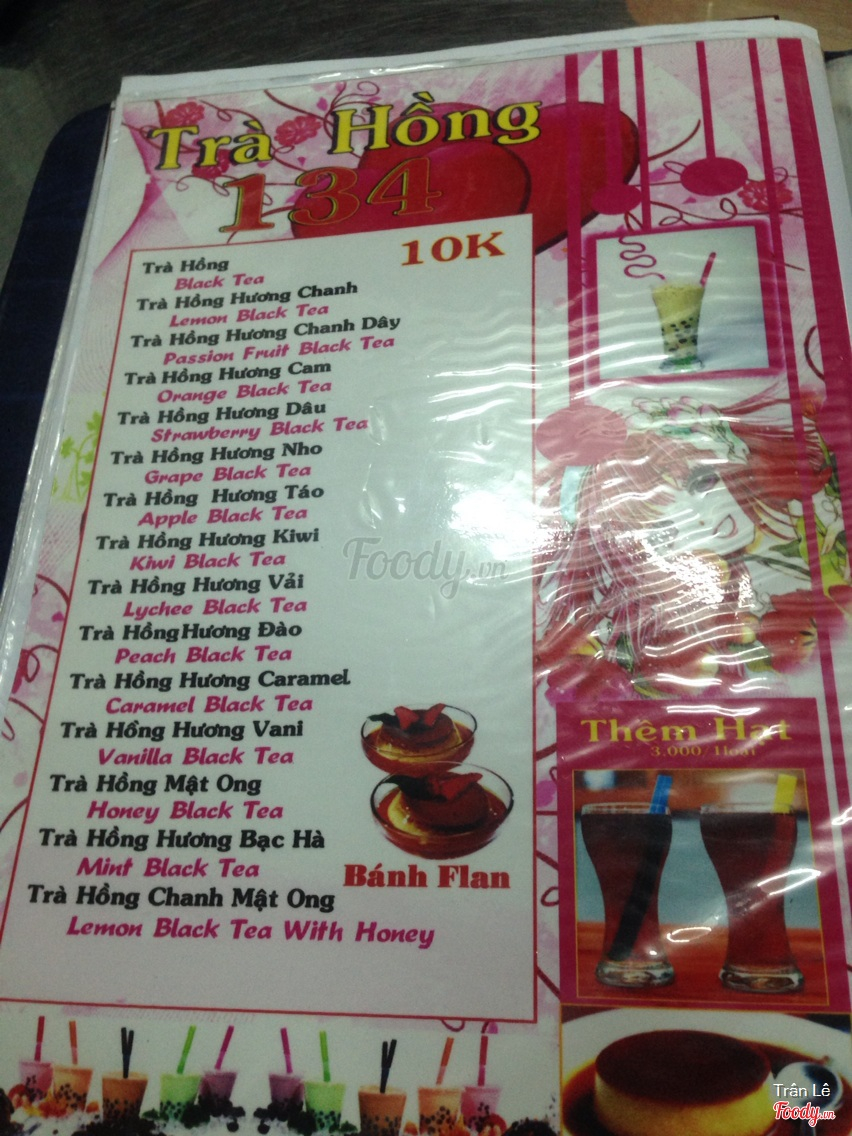 Trà Hồng
134
10K
Trà Hồng
Black Tea
Trà Hồng Hương Chanh
Lemon Black Tea
Trà Hồng Hương Chanh Dây
Passion Fruit Black Tea
Trà Hồng Hương Cam
Orange Black Tea
Trà Hồng Hương Dâu
Strawberry Black Tea
Trà Hồng Hương Nho
Grape Black Tea
Trà Hồng Hương Táo
Apple Black Tea
Trà Hồng Hương Kiwi
Kiwi Black Tea
Trà Hồng Hương Vải
Lychee Black Tea
Trà Hồng Hương Đào
Peach Black Tea
Trà Hồng Hương Caramel
Caramel Black Tea
Trà Hồng Hương Vani
Vanilla Black Tea
Trà Hồng Mật Ong
Honey Black Tea
Trà Hồng Hương Bạc Hà
Mint Black Tea
Trà Hồng Chanh Mật Ong
Lemon Black Tea With Honey
Bánh Flan
Thêm Hạt
3.000/ Hoạt
Foody.vn
Trân Lê
Foody.vn